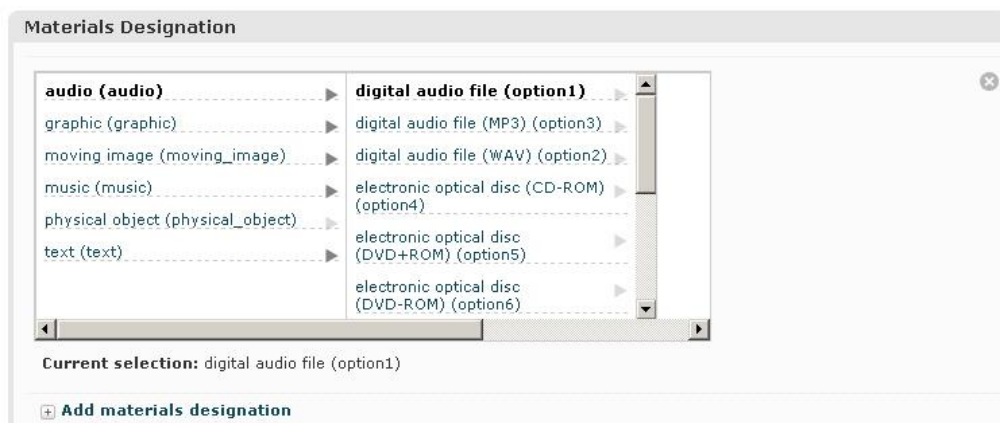 Materials Designation
audio (audio)
graphic (graphic)
moving image (moving_image)
music (music)
physical object (physical_object)
text (text)
digital audio file (option1)
digital audio file (MP3) (option3)
digital audio file (WAV) (option2)
electronic optical disc (CD-ROM)
(option4)
electronic optical disc
(DVD+ROM) (option5)
electronic optical disc
(DVD-ROM) (option6)
Current selection: digital audio file (option1)
Add materials designation